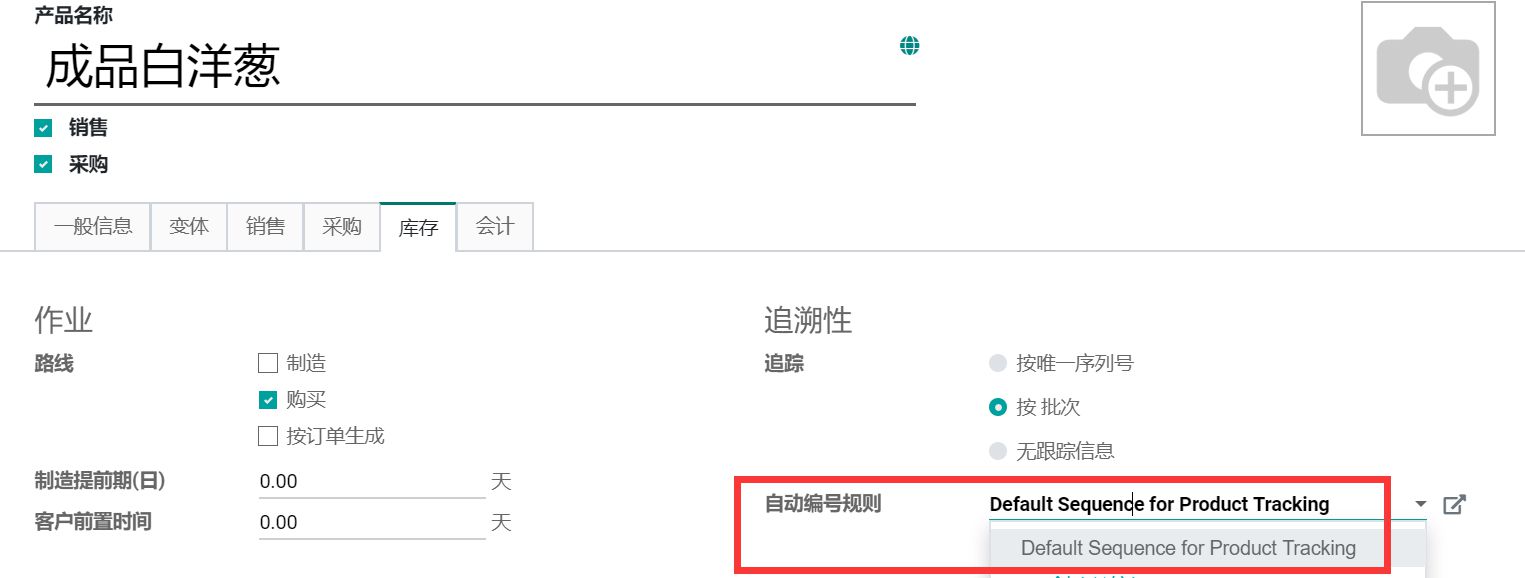 产品名称
成品白洋葱
销售
采购
一般信息 变体 销售 采购 库存 会计
作业
路线
制造
购买
按订单生成
制造提前期(日) 0.00 天
客户前置时间 0.00 天
追溯性
追踪
按唯一序列号
按 批次
无跟踪信息
自动编号规则 Default Sequence for Product Tracking
Default Sequence for Product Tracking